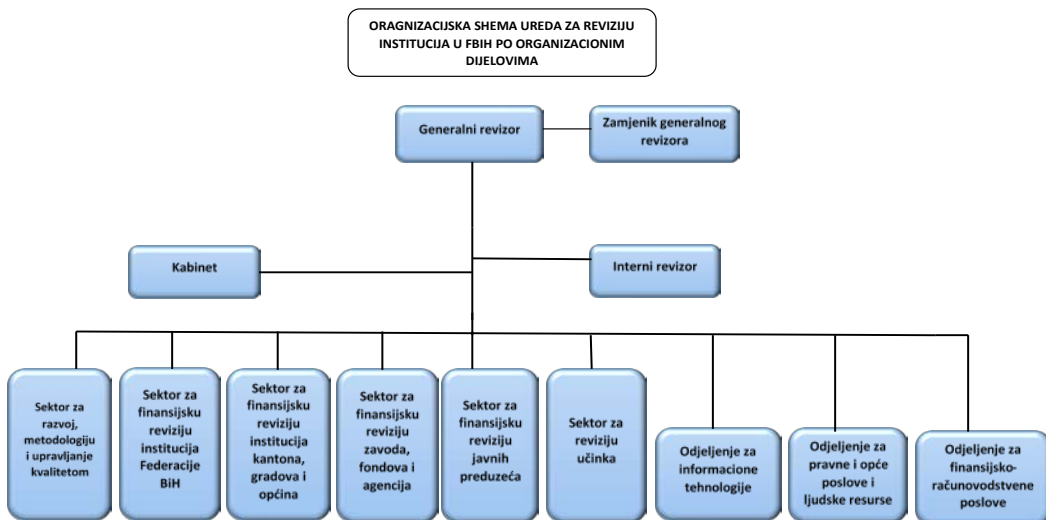 ORAGNIZACIJSKA SHEMA UREDA ZA REVIZIJU
INSTITUCIJA U FBIH PO ORGANIZACIONIM
DIJELOVIMA
Generalni revizor
Zamjenik generalnog
revizora
Kabinet
Interni revizor
Sektor za
razvoj,
metodologiju
i upravljanje
kvalitetom
Sektor za
finansijsku
reviziju
institucija
Federacije
BiH
Sektor za
finansijsku
reviziju
institucija
kantona,
gradova i
općina
Sektor za
finansijsku
reviziju
zavoda,
fondova i
agencija
Sektor za
finansijsku
reviziju
javnih
preduzeća
Sektor za
reviziju
učinka
Odjeljenje za
informacione
tehnologije
Odjeljenje za
pravne i opće
poslove i
ljudske resurse
Odjeljenje za
finansijsko-
računovodstvene
poslove